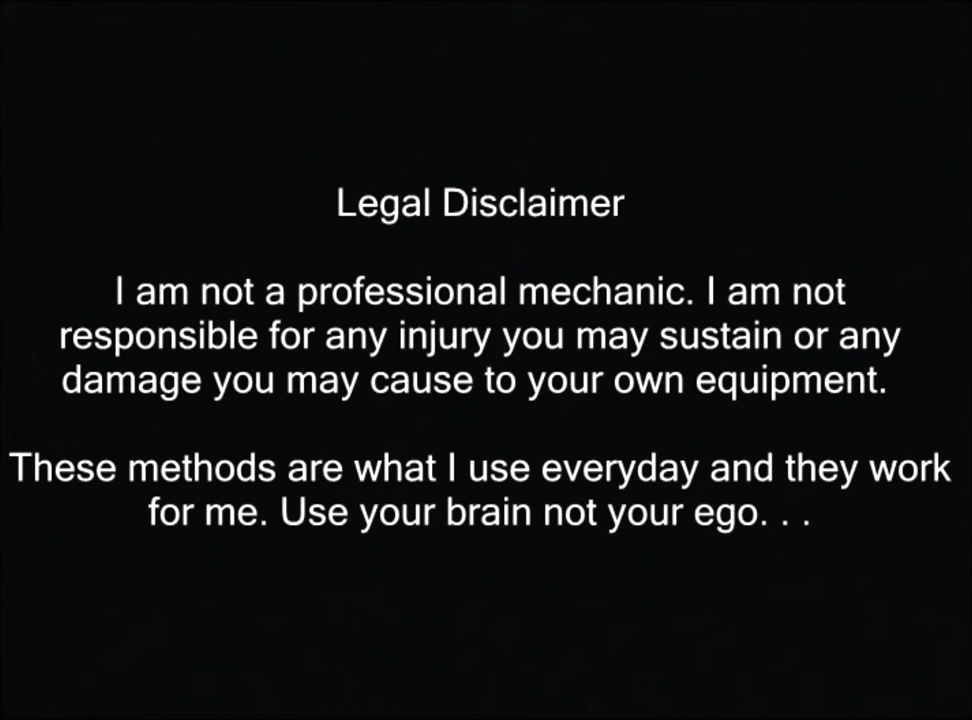 Legal Disclaimer
I am not a professional mechanic. I am not
responsible for any injury you may sustain or any
damage you may cause to your own equipment.
These methods are what I use everyday and they work
for me. Use your brain not your ego. . .